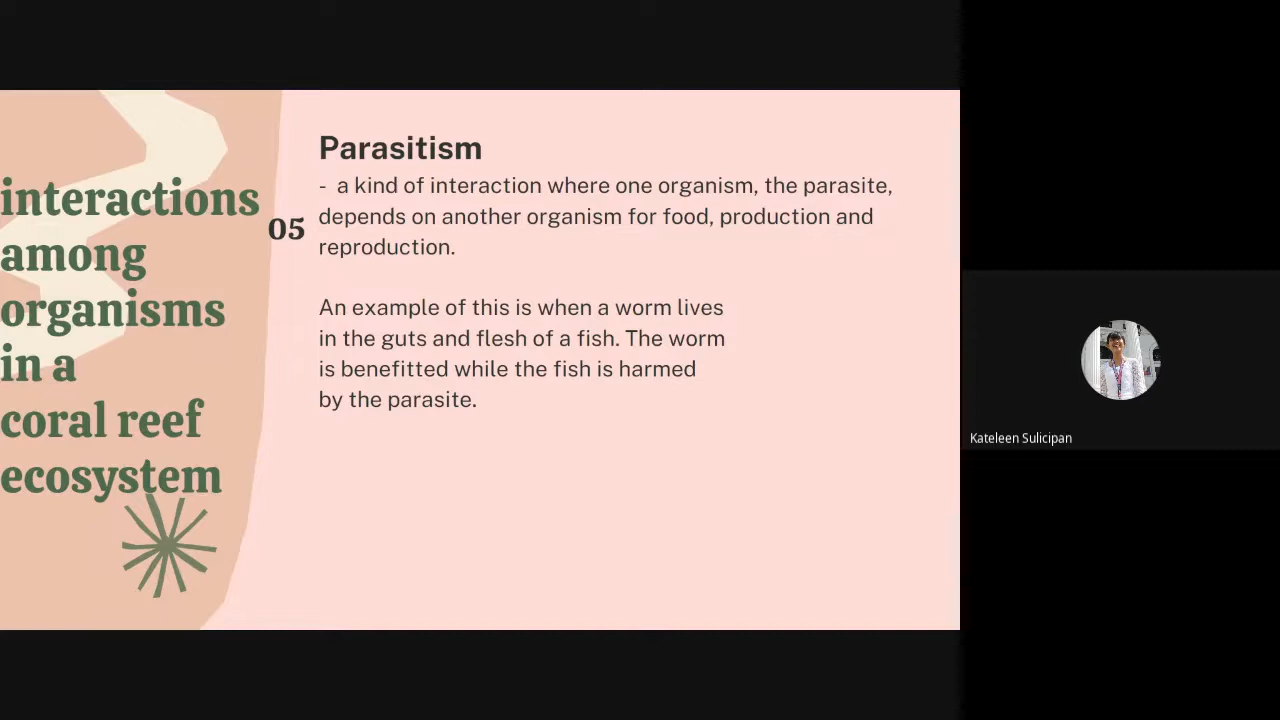 interactions
among
organisms
in a
coral reef
ecosystem
05
Parasitism
- a kind of interaction where one organism, the parasite,
depends on another organism for food, production and
reproduction.
An example of this is when a worm lives
in the guts and flesh of a fish. The worm
is benefitted while the fish is harmed
by the parasite.
Kateleen Sulicipan